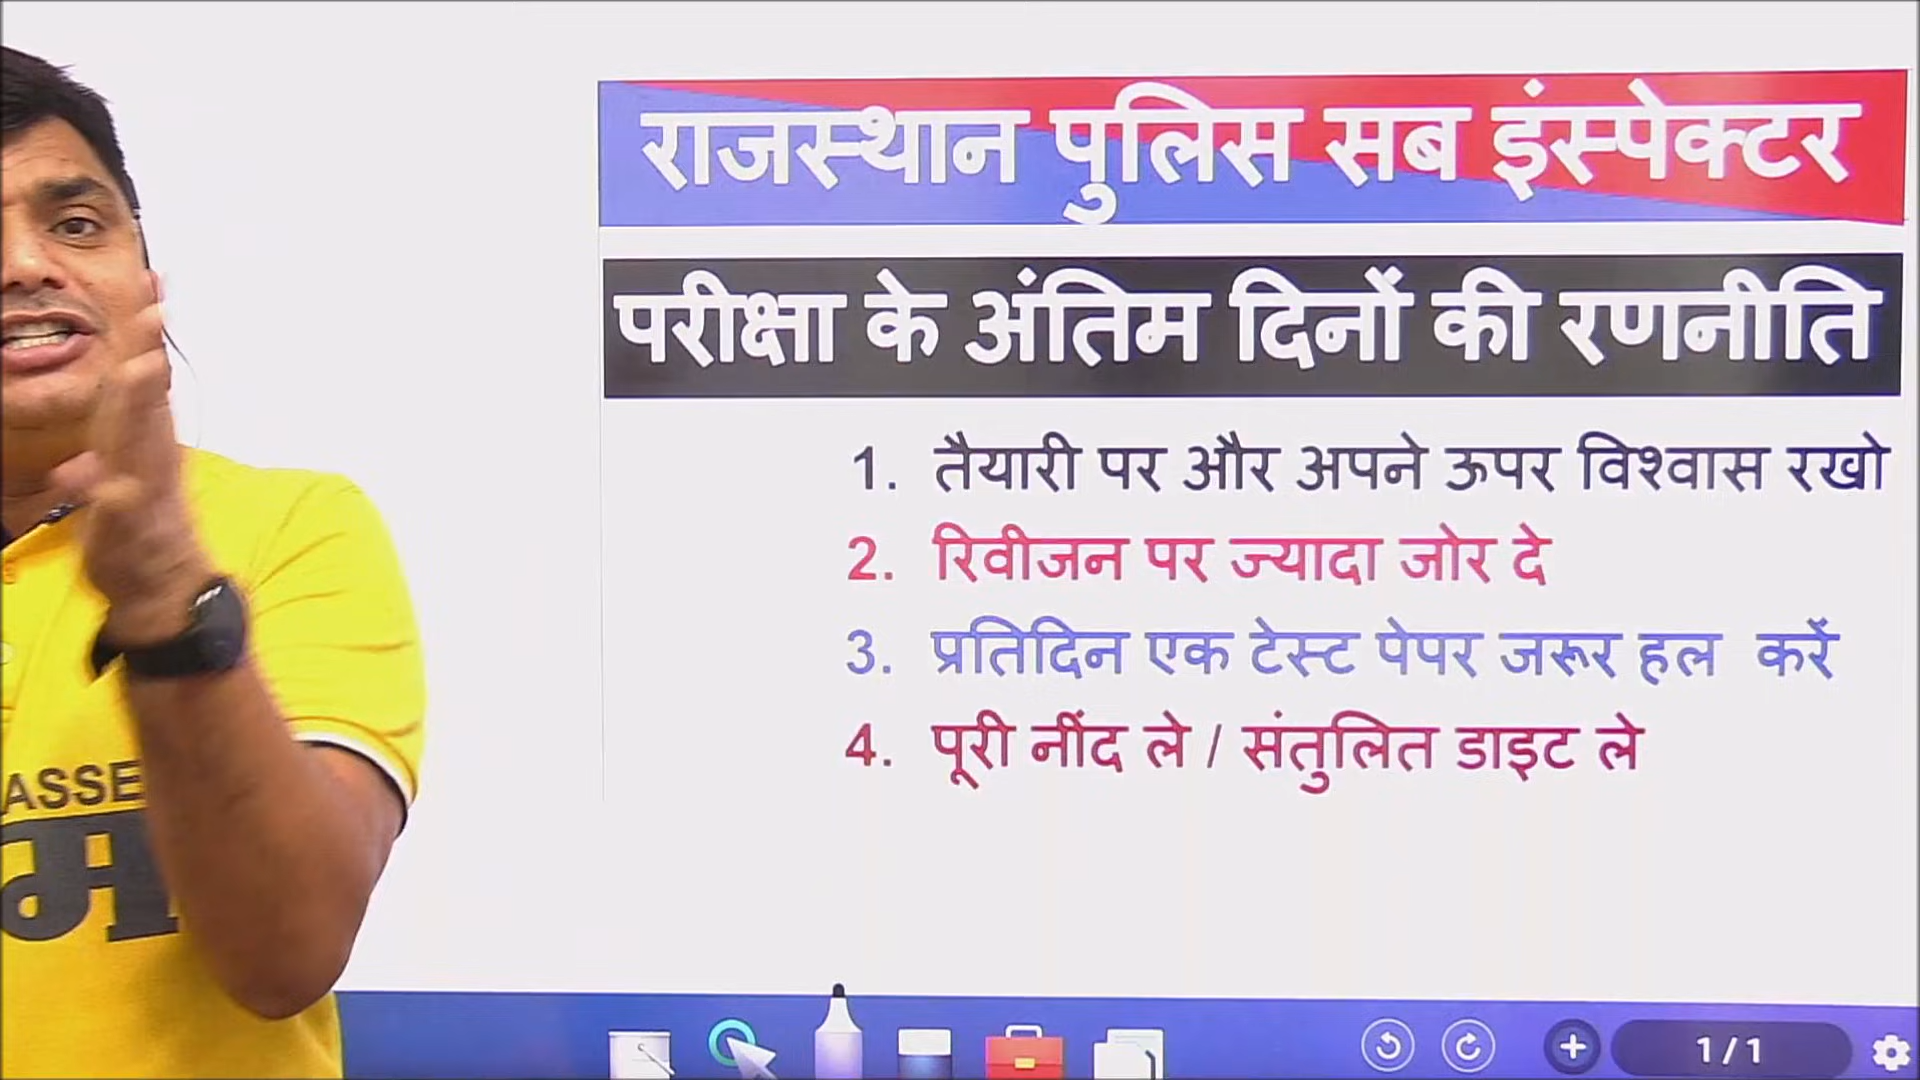 राजस्थान पुलिस सब इंस्पेक्टर
परीक्षा के अंतिम दिनों की रणनीति
1. तैयारी पर और अपने ऊपर विश्वास रखो
2. रिवीजन पर ज्यादा जोर दे
3. प्रतिदिन एक टेस्ट पेपर जरूर हल करें
4. पूरी नींद ले / संतुलित डाइट ले
ASSE
1/1